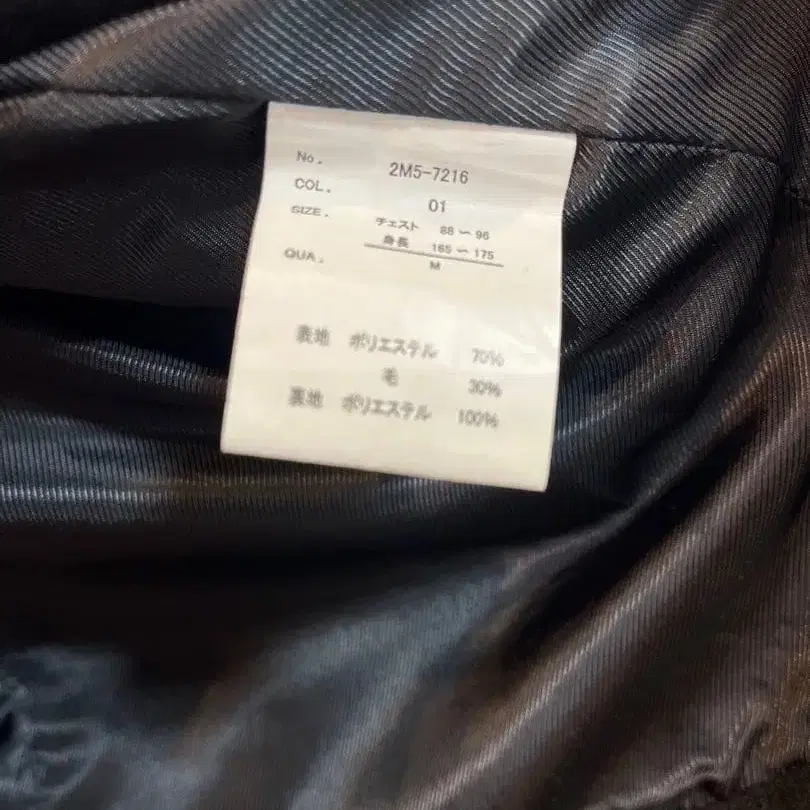 No. 2M5-7216
COL. 01
SIZE. チェスト 88 ～ 96
身長 165 ～ 175
M
QUA.
表地 ポリエステル 70%
毛 30%
裏地 ポリエステル 100%